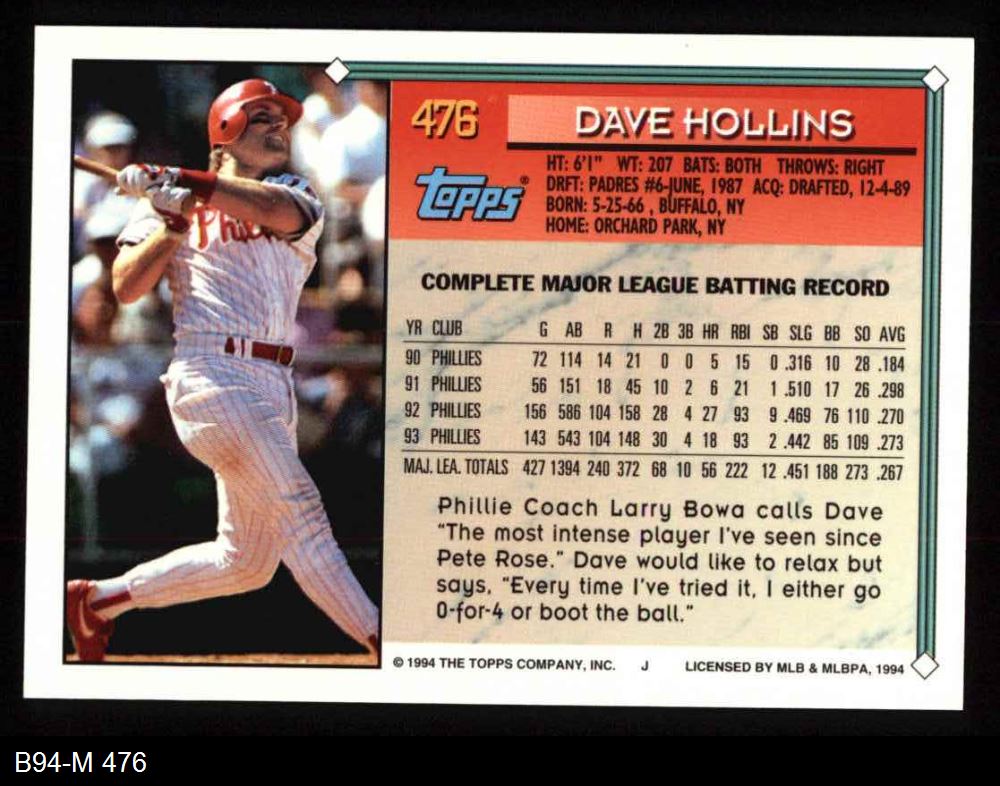 476
DAVE HOLLINS
Topps®
HT: 6'1" WT: 207 BATS: BOTH THROWS: RIGHT
DRFT: PADRES #6-JUNE, 1987 ACQ: DRAFTED, 12-4-89
BORN: 5-25-66 , BUFFALO, NY
HOME: ORCHARD PARK, NY
COMPLETE MAJOR LEAGUE BATTING RECORD
YR CLUB G AB R H 2B 3B HR RBI SB SLG BB SO AVG
90 PHILLIES 72 114 14 21 0 0 5 15 0 .316 10 28 .184
91 PHILLIES 56 151 18 45 10 2 6 21 1 .510 17 26 .298
92 PHILLIES 156 586 104 158 28 4 27 93 9 .469 76 110 .270
93 PHILLIES 143 543 104 148 30 4 18 93 2 .442 85 109 .273
MAJ. LEA. TOTALS 427 1394 240 372 68 10 56 222 12 .451 188 273 .267
Phillie Coach Larry Bowa calls Dave
"The most intense player I've seen since
Pete Rose." Dave would like to relax but
says, "Every time I've tried it, I either go
0-for-4 or boot the ball."
© 1994 THE TOPPS COMPANY, INC. J LICENSED BY MLB & MLBPA, 1994
B94-M 476